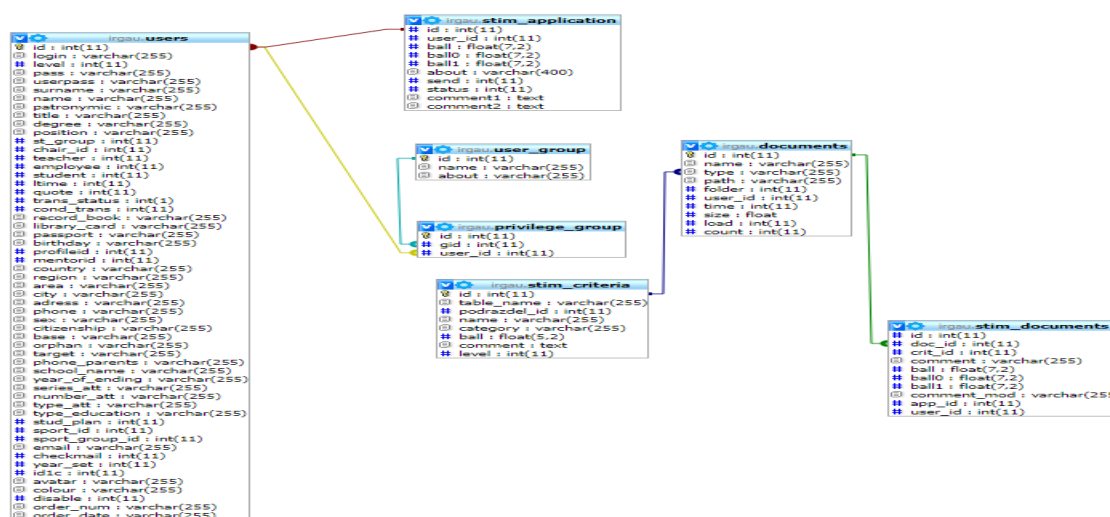 irgau.users
id : int(11)
login : varchar(255)
level : int(11)
pass : varchar(255)
userpass : varchar(255)
surname : varchar(255)
name : varchar(255)
patronymic : varchar(255)
title : varchar(255)
degree : varchar(255)
position : varchar(255)
st_group : int(11)
chair_id : int(11)
teacher : int(11)
employee : int(11)
student : int(11)
ltime : int(11)
quote : int(11)
trans_status : int(1)
cond_trans : int(11)
record_book : varchar(255)
library_card : varchar(255)
passport : varchar(255)
birthday : varchar(255)
profileid : int(11)
mentorid : int(11)
country : varchar(255)
region : varchar(255)
area : varchar(255)
city : varchar(255)
adress : varchar(255)
phone : varchar(255)
sex : varchar(255)
citizenship : varchar(255)
base : varchar(255)
orphan : varchar(255)
target : varchar(255)
phone_parents : varchar(255)
school_name : varchar(255)
year_of_ending : varchar(255)
series_att : varchar(255)
number_att : varchar(255)
type_att : varchar(255)
type_education : varchar(255)
stud_plan : int(11)
sport_id : int(11)
sport_group_id : int(11)
email : varchar(255)
checkmail : int(11)
year_set : int(11)
id1c : int(11)
avatar : varchar(255)
colour : varchar(255)
disable : int(11)
order_num : varchar(255)
order_date : varchar(255)
irgau.stim_application
id : int(11)
user_id : int(11)
ball : float(7,2)
ball0 : float(7,2)
ball1 : float(7,2)
about : varchar(400)
send : int(11)
status : int(11)
comment1 : text
comment2 : text
irgau.user_group
id : int(11)
name : varchar(255)
about : varchar(255)
irgau.privilege_group
id : int(11)
gid : int(11)
user_id : int(11)
irgau.stim_criteria
id : int(11)
table_name : varchar(255)
podrazdel_id : int(11)
name : varchar(255)
category : varchar(255)
ball : float(5,2)
comment : text
level : int(11)
irgau.documents
id : int(11)
name : varchar(255)
type : varchar(255)
path : varchar(255)
folder : int(11)
user_id : int(11)
time : int(11)
size : float
load : int(11)
count : int(11)
irgau.stim_documents
id : int(11)
doc_id : int(11)
crit_id : int(11)
comment : varchar(255)
ball : float(7,2)
ball0 : float(7,2)
ball1 : float(7,2)
comment_mod : varchar(255
app_id : int(11)
user_id : int(11)